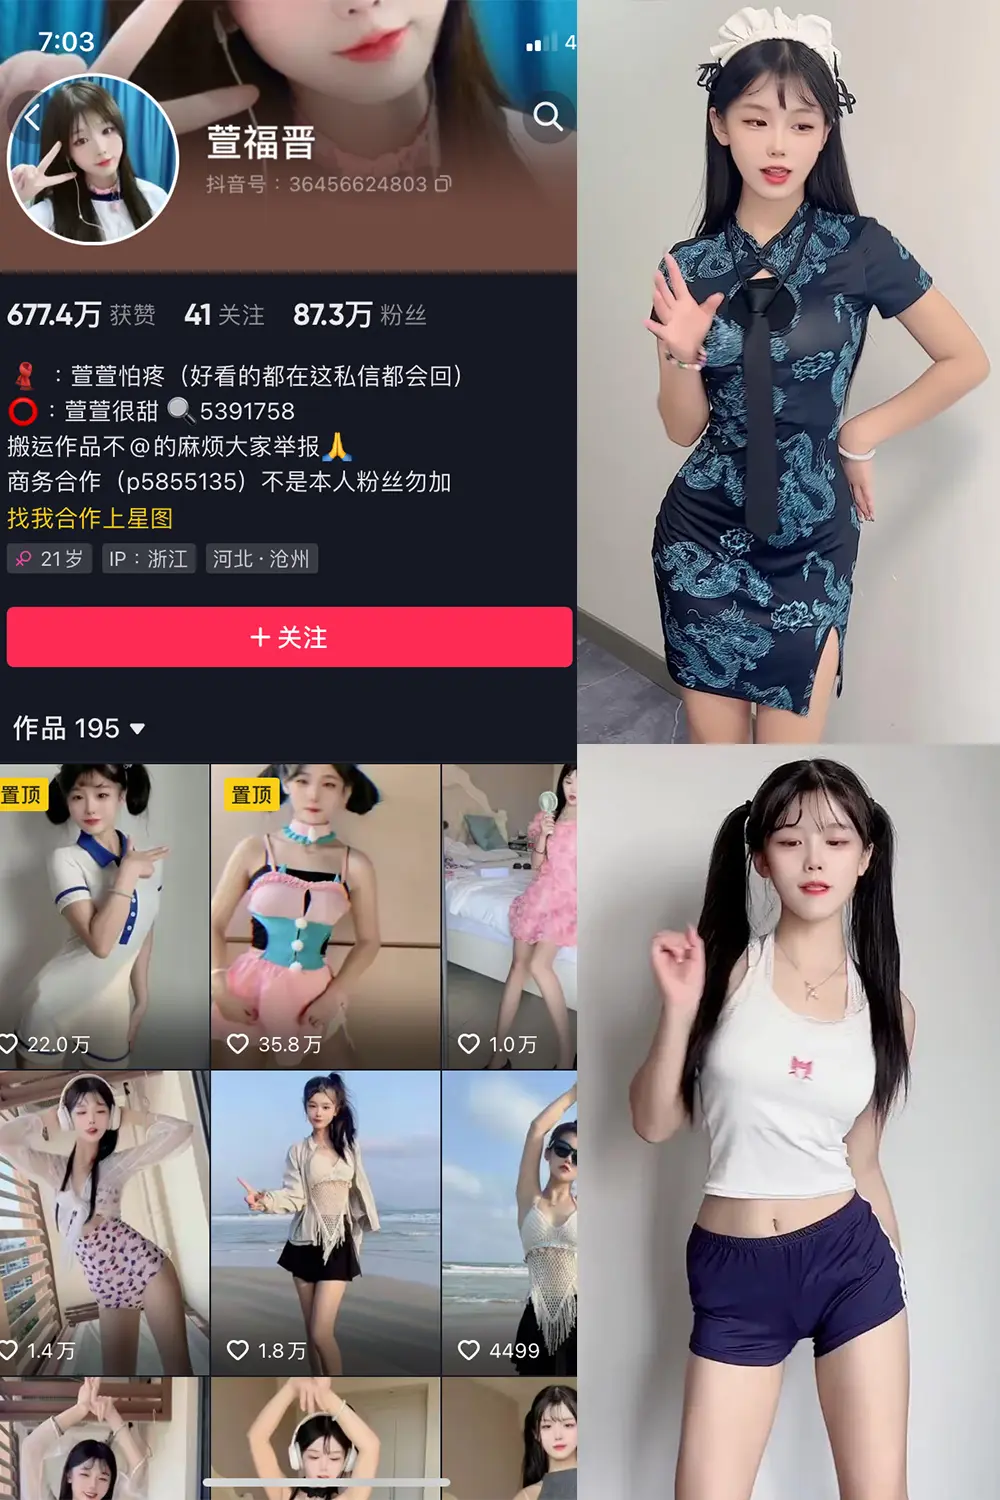 7:03
4
萱福晋
抖音号：36456624803
677.4万 获赞 41 关注 87.3万 粉丝
：萱萱怕疼（好看的都在这私信都会回）
：萱萱很甜 5391758
搬运作品不@的麻烦大家举报
商务合作（p5855135）不是本人粉丝勿加
找我合作上星图
21岁 IP：浙江 河北·沧州
+关注
作品 195
置顶 置顶
22.0万 35.8万 1.0万
1.4万 1.8万 4499